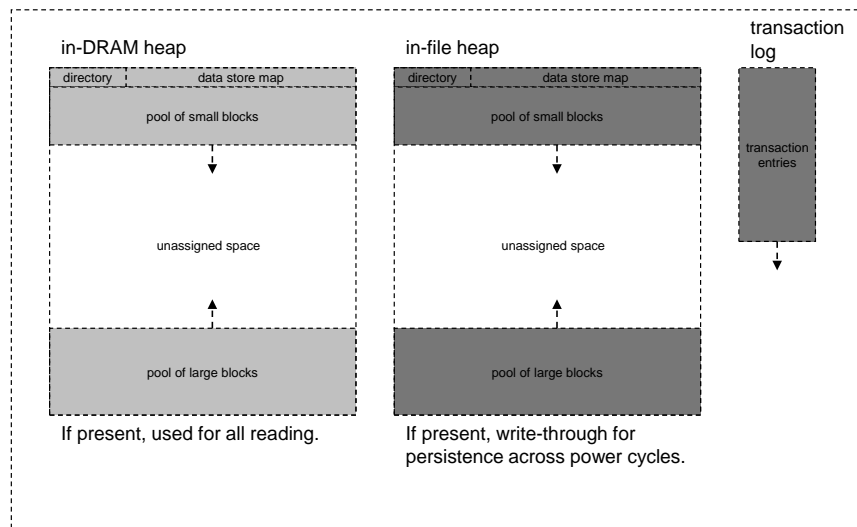 in-DRAM heap
directory
data store map
pool of small blocks
unassigned space
pool of large blocks
If present, used for all reading.
in-file heap
directory
data store map
pool of small blocks
unassigned space
pool of large blocks
If present, write-through for
persistence across power cycles.
transaction
log
transaction
entries